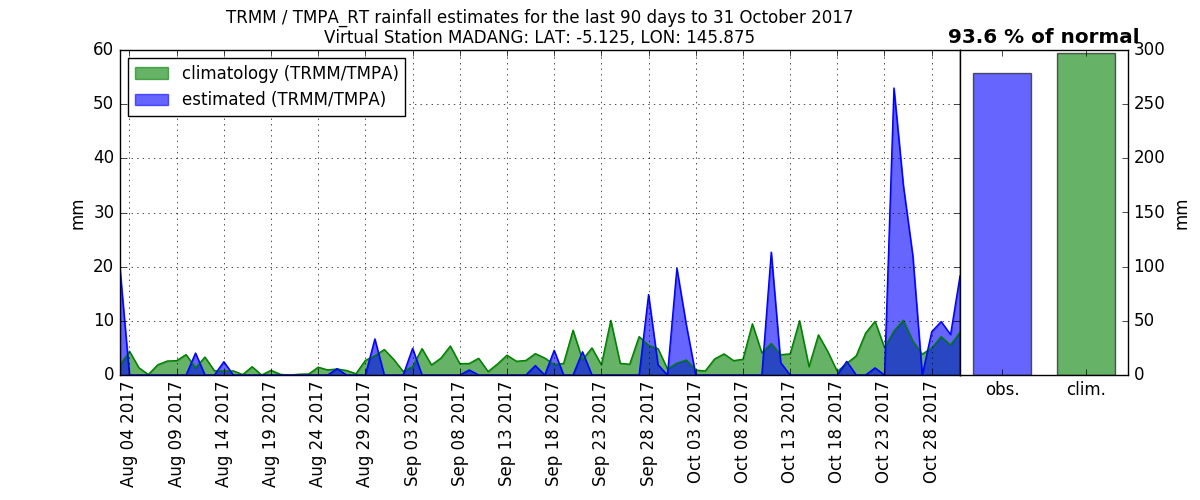 TRMM / TMPA_RT rainfall estimates for the last 90 days to 31 October 2017
Virtual Station MADANG: LAT: -5.125, LON: 145.875
93.6 % of normal
climatology (TRMM/TMPA)
estimated (TRMM/TMPA)
60
50
40
30
20
10
0
mm
300
250
200
150
100
50
0
mm
Aug 04 2017
Aug 09 2017
Aug 14 2017
Aug 19 2017
Aug 24 2017
Aug 29 2017
Sep 03 2017
Sep 08 2017
Sep 13 2017
Sep 18 2017
Sep 23 2017
Sep 28 2017
Oct 03 2017
Oct 08 2017
Oct 13 2017
Oct 18 2017
Oct 23 2017
Oct 28 2017
obs.
clim.